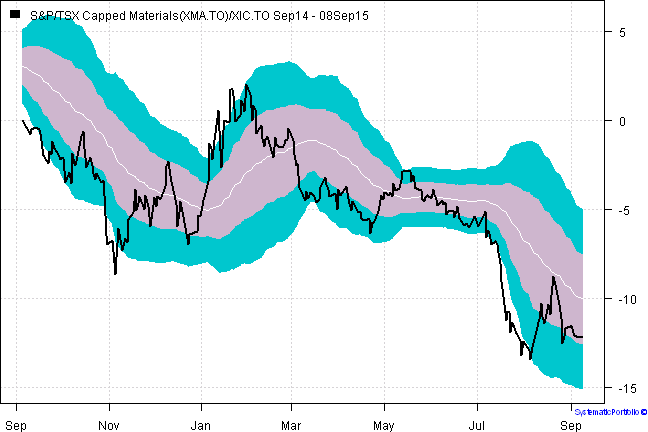 S&P/TSX Capped Materials(XMA.TO)/XIC.TO Sep14 - 08Sep15
5
0
-5
-10
-15
SystematicPortfolio ©
Sep Nov Jan Mar May Jul Sep